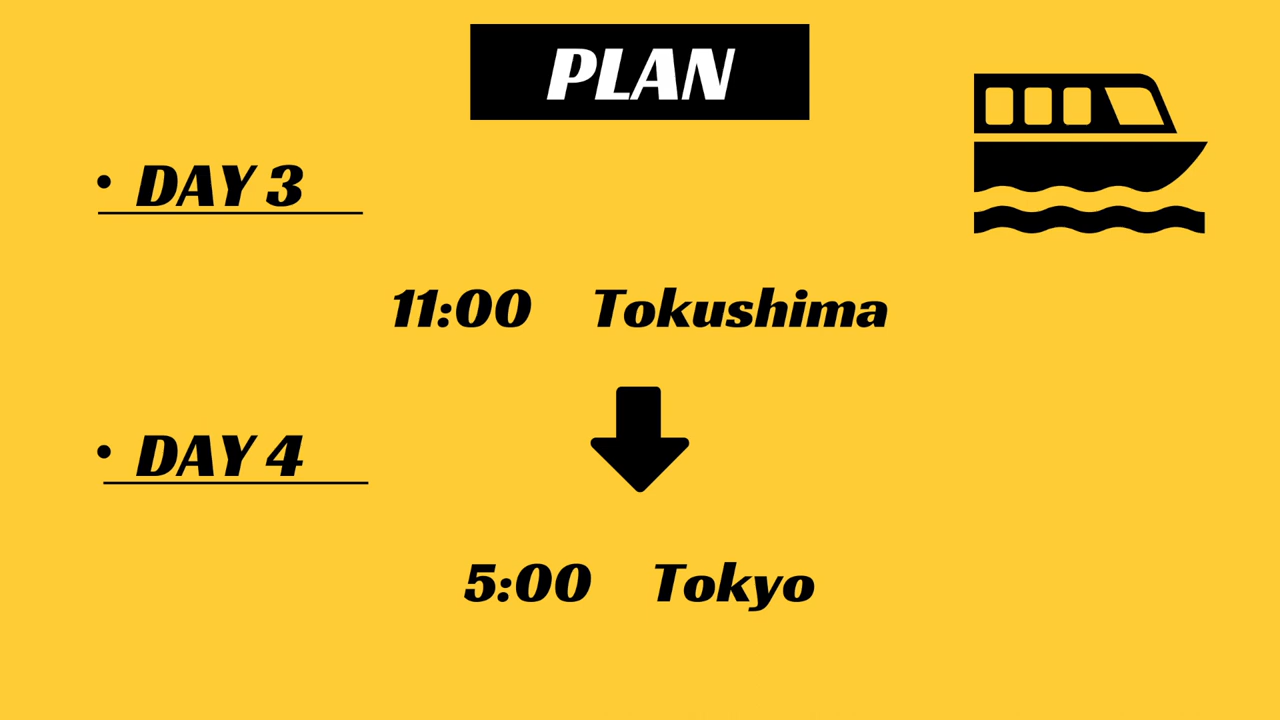 PLAN
• DAY 3
11:00 Tokushima
• DAY 4
5:00 Tokyo